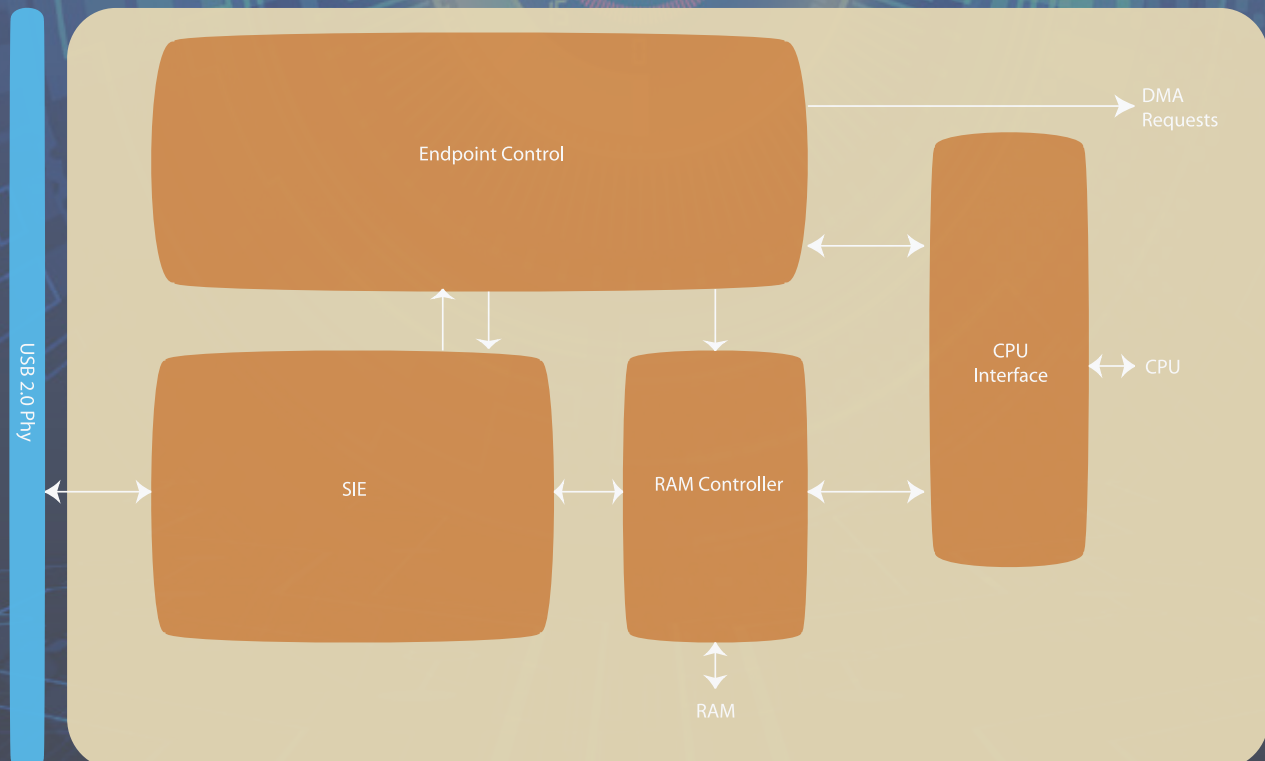 DMA
Requests
Endpoint Control
USB 2.0 Phy
CPU
Interface
CPU
SIE
RAM Controller
RAM